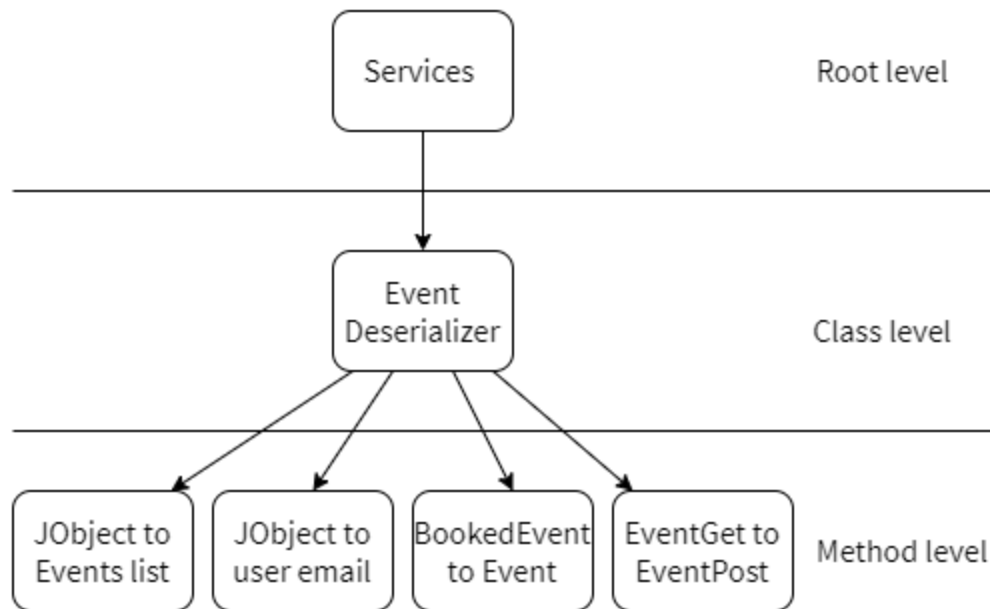 Services
Root level
Event
Deserializer
Class level
JObject to
Events list
JObject to
user email
BookedEvent
to Event
EventGet to
EventPost
Method level